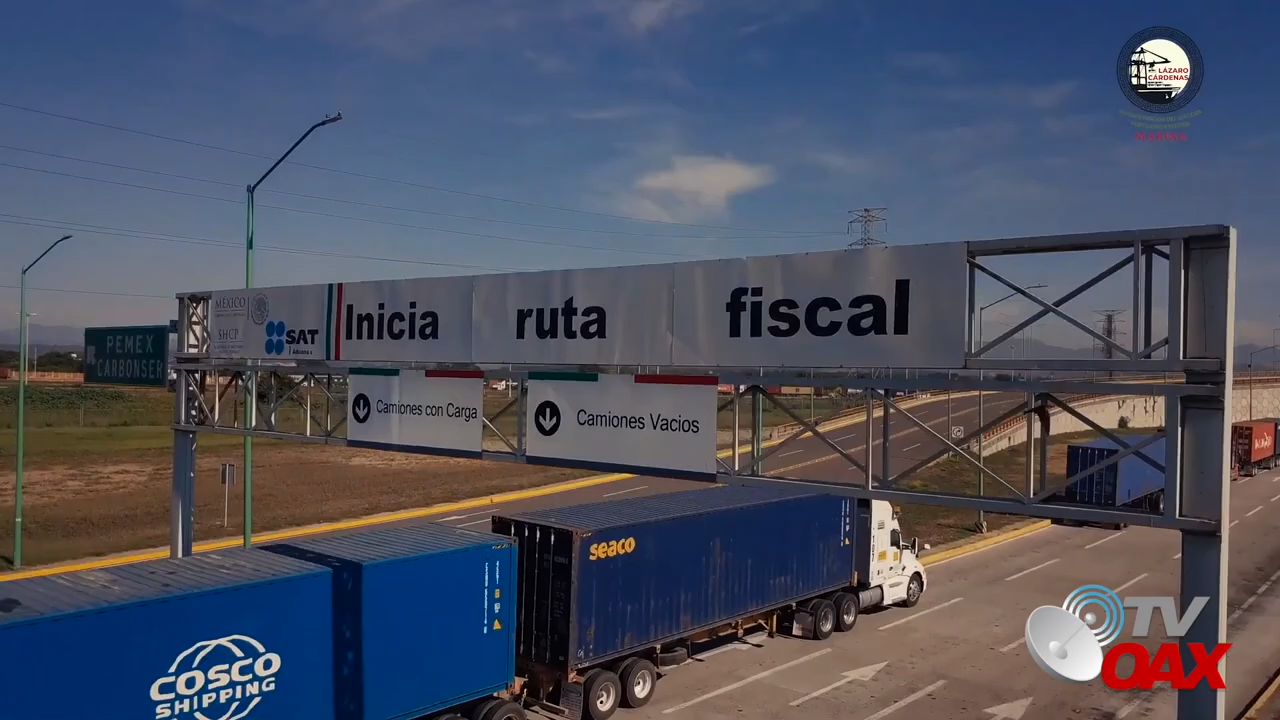 LÁZARO
CÁRDENAS
MÉXICO
SHCP
SAT
Inicia ruta fiscal
PEMEX
CARBONSER
Camiones con Carga
Camiones Vacios
seaco
COSCO
SHIPPING
TV
OAX